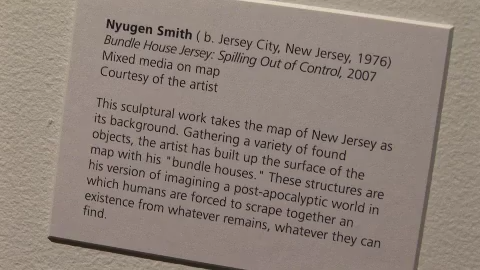 Nyugen Smith ( b. Jersey City, New Jersey, 1976)
Bundle House Jersey: Spilling Out of Control, 2007
Mixed media on map
Courtesy of the artist
This sculptural work takes the map of New Jersey as
its background. Gathering a variety of found
objects, the artist has built up the surface of the
map with his "bundle houses." These structures are
his version of imagining a post-apocalyptic world in
which humans are forced to scrape together an
existence from whatever remains, whatever they can
find.